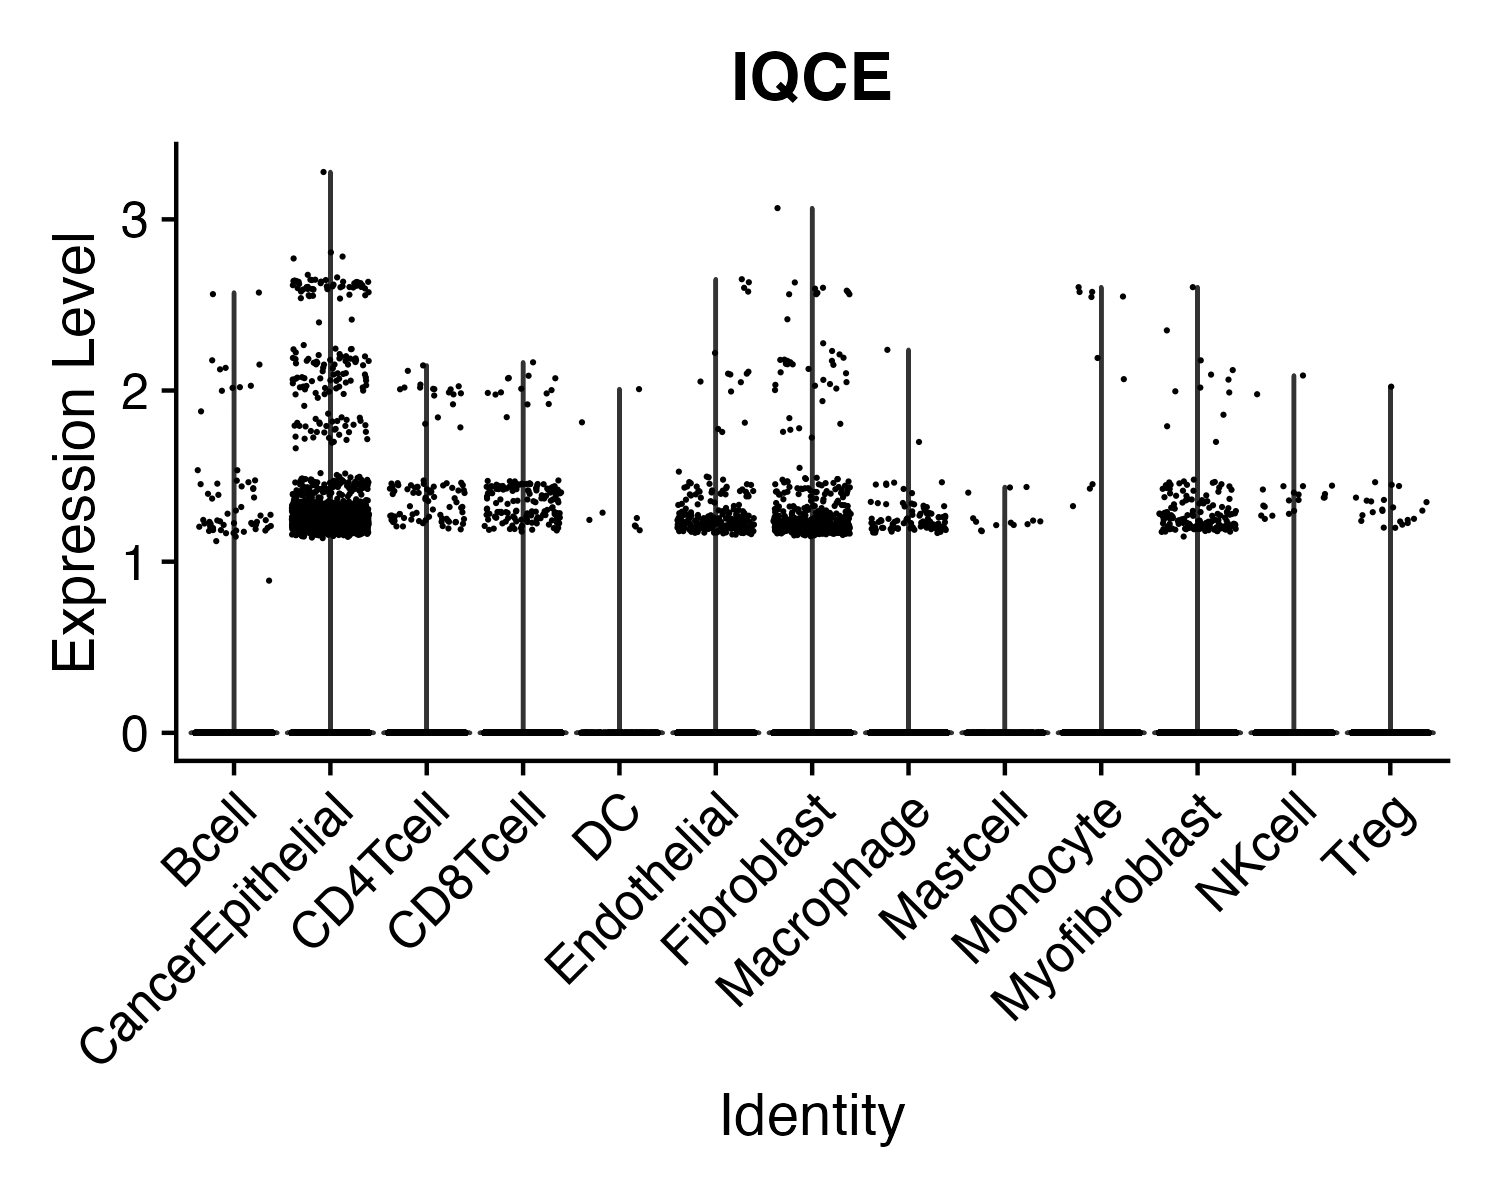 IQCE
Expression Level
3
2
1
0
Bcell
CancerEpithelial
CD4Tcell
CD8Tcell
DC
Endothelial
Fibroblast
Macrophage
Mastcell
Monocyte
Myofibroblast
NKcell
Treg
Identity